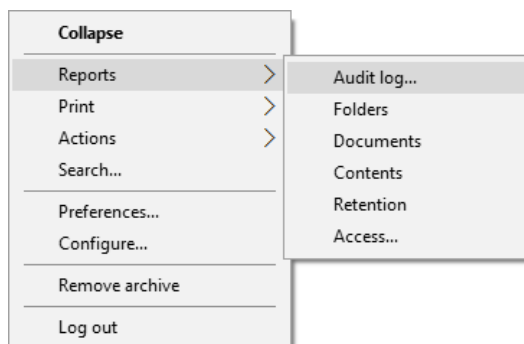 Collapse
Reports
Print
Actions
Search...
Preferences...
Configure...
Remove archive
Log out
Audit log...
Folders
Documents
Contents
Retention
Access...